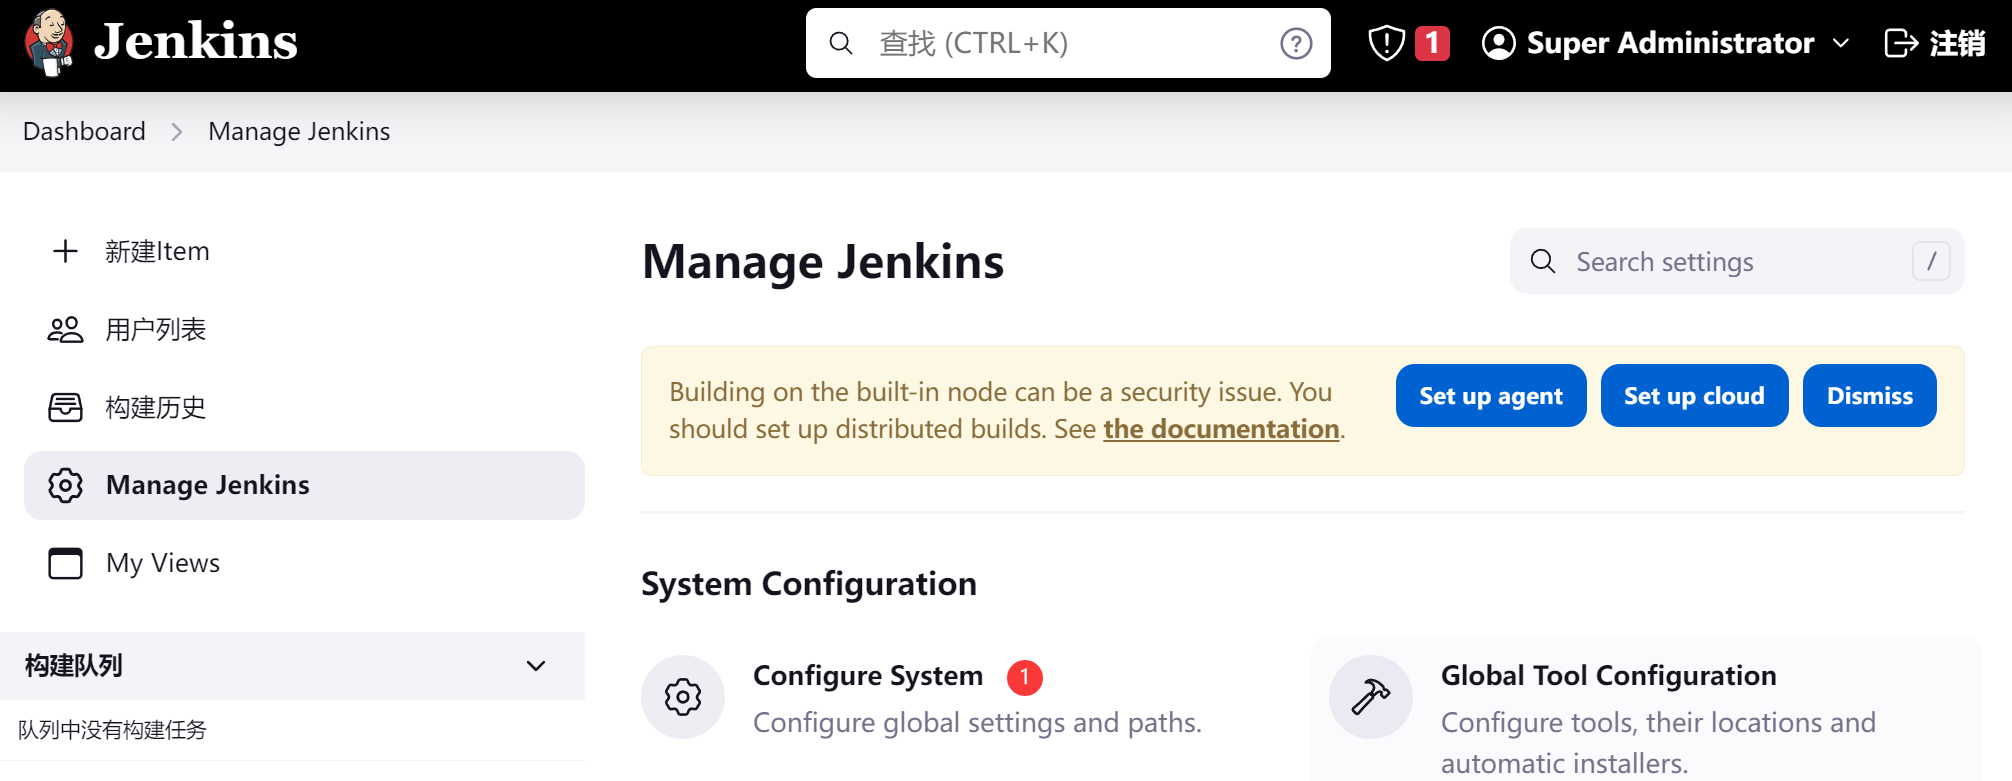 Jenkins
查找 (CTRL+K)
1
Super Administrator
注销
Dashboard
Manage Jenkins
新建Item
用户列表
构建历史
Manage Jenkins
My Views
构建队列
队列中没有构建任务
Manage Jenkins
Search settings
/
Building on the built-in node can be a security issue. You
should set up distributed builds. See the documentation.
Set up agent
Set up cloud
Dismiss
System Configuration
Configure System
1
Configure global settings and paths.
Global Tool Configuration
Configure tools, their locations and
automatic installers.